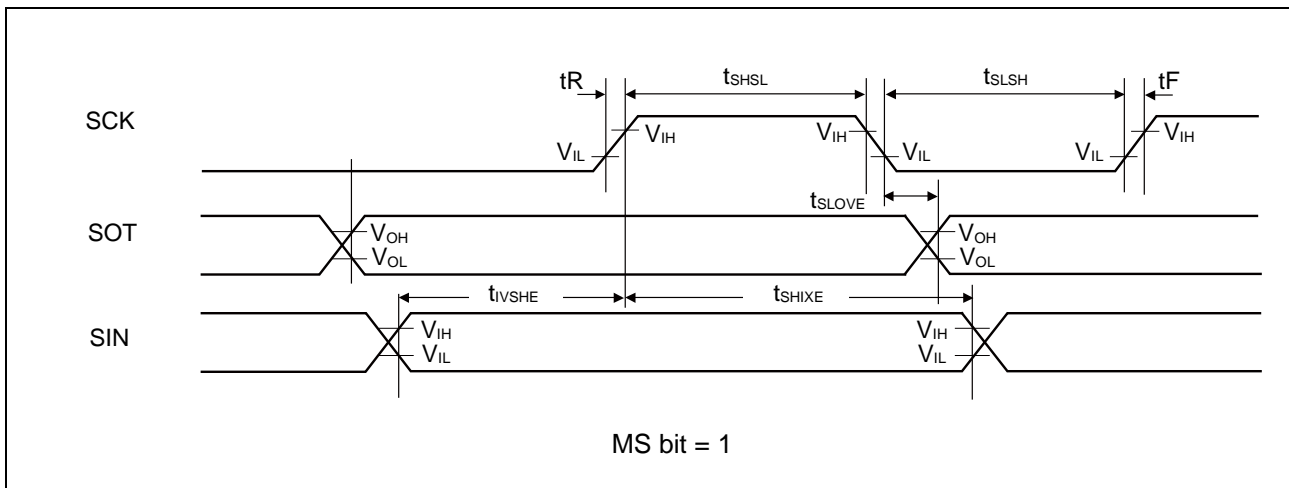 tR tSHSL tSLSH tF
SCK VIH VIH VIH
VIL VIL VIL
tSLOVE
SOT VOH VOH
VOL VOL
tIVSHE tSHIXE
SIN VIH VIH
VIL VIL
MS bit = 1